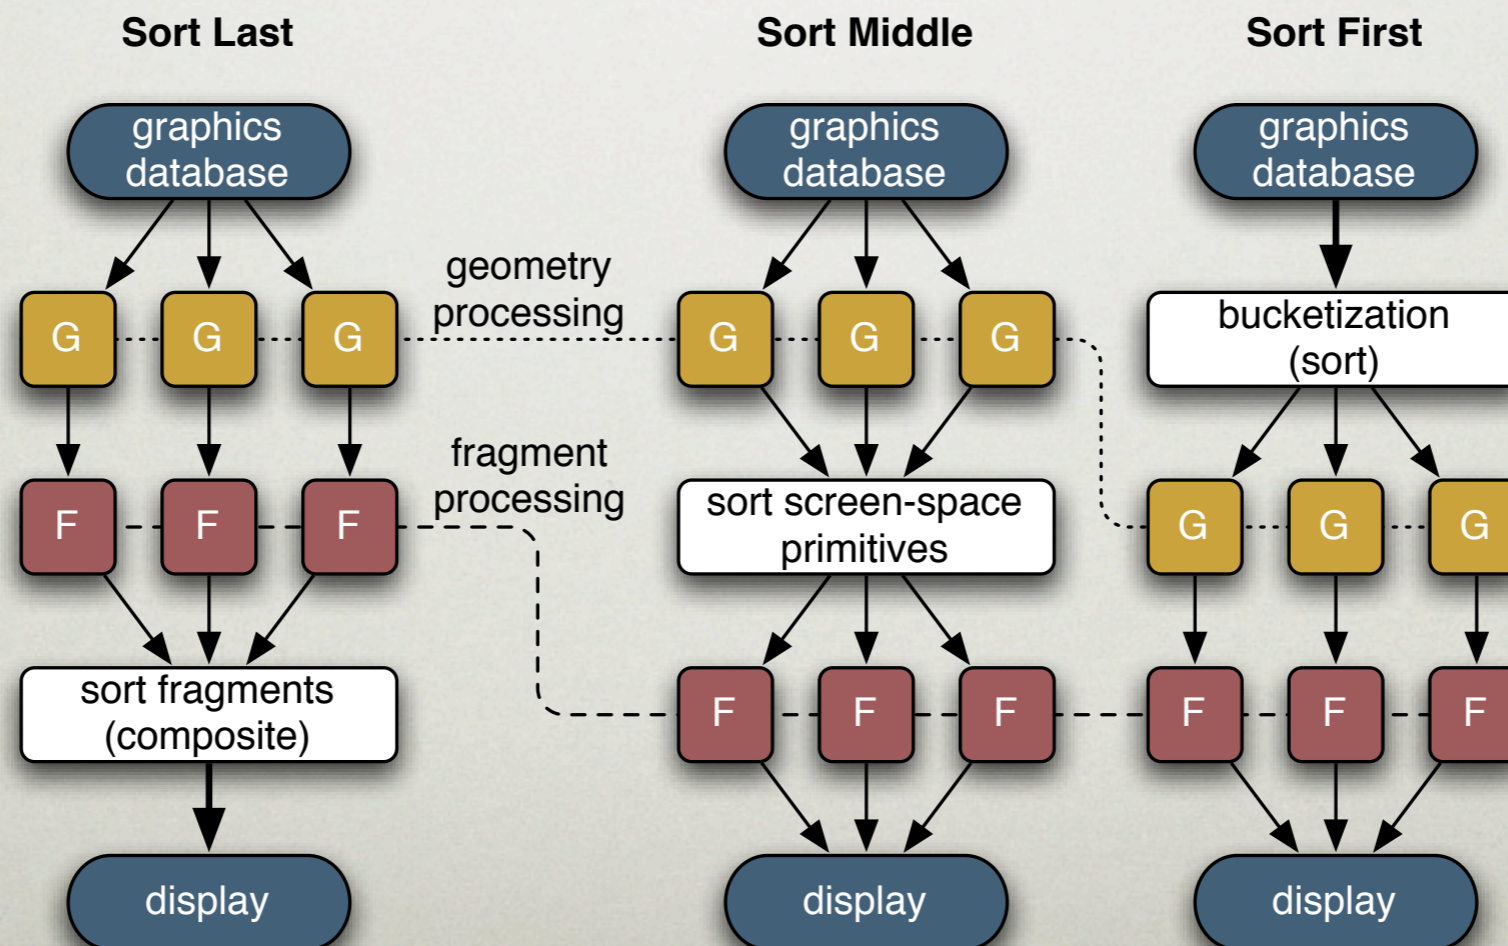 Sort Last
Sort Middle
Sort First
graphics
database
graphics
database
graphics
database
geometry
processing
G
G
G
G
G
G
bucketization
(sort)
fragment
processing
F
F
F
sort screen-space
primitives
G
G
G
sort fragments
(composite)
F
F
F
F
F
F
display
display
display